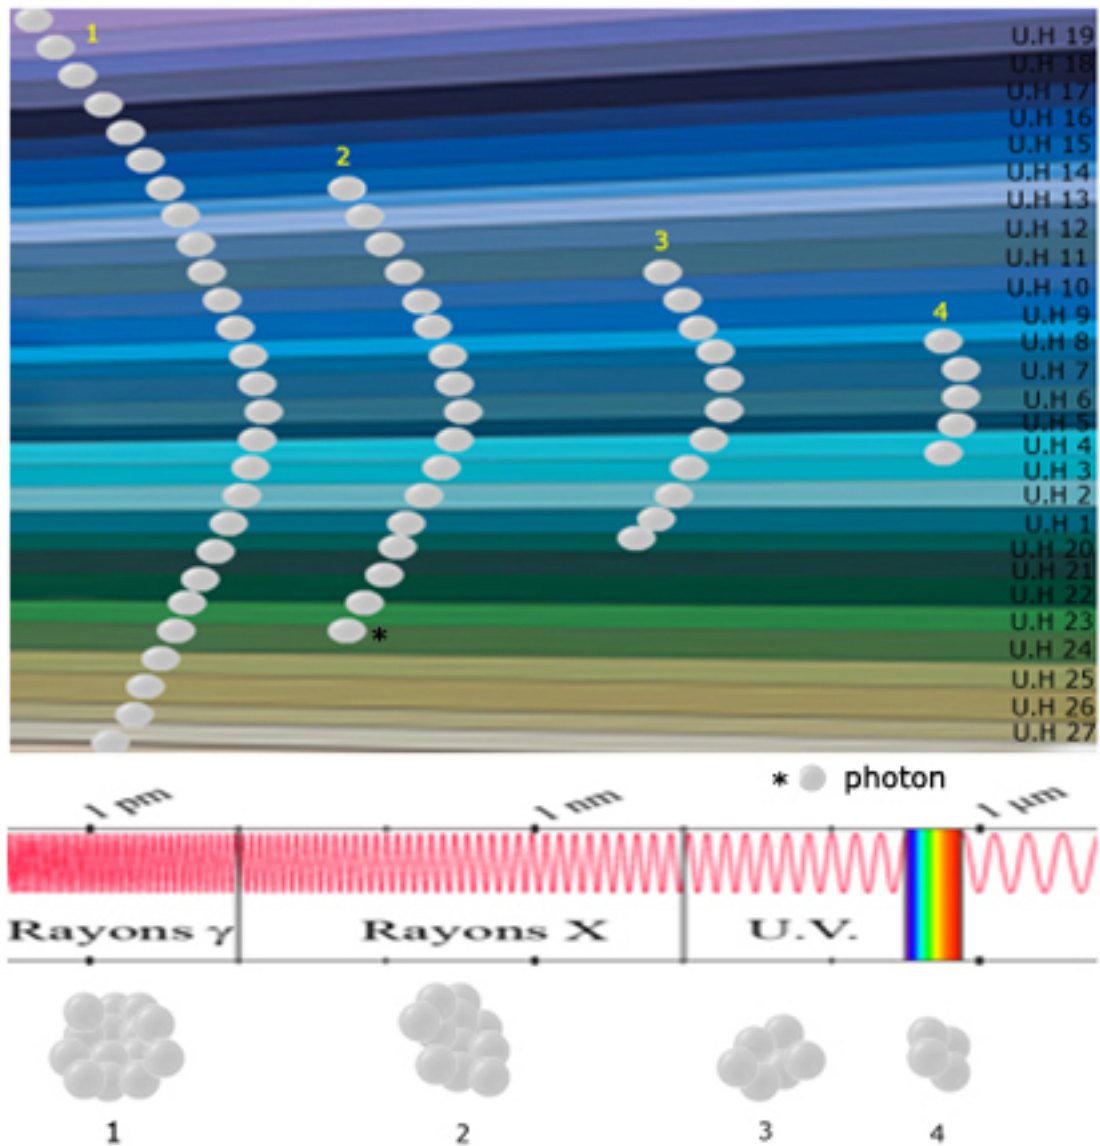 1
U.H 19
U.H 18
U.H 17
U.H 16
U.H 15
2
U.H 14
U.H 13
U.H 12
3
U.H 11
U.H 10
4
U.H 9
U.H 8
U.H 7
U.H 6
U.H 5
U.H 4
U.H 3
U.H 2
U.H 1
U.H 20
U.H 21
U.H 22
U.H 23
*
U.H 24
U.H 25
U.H 26
U.H 27
* photon
1 pm
1 nm
1 µm
Rayons γ
Rayons X
U.V.
1
2
3
4